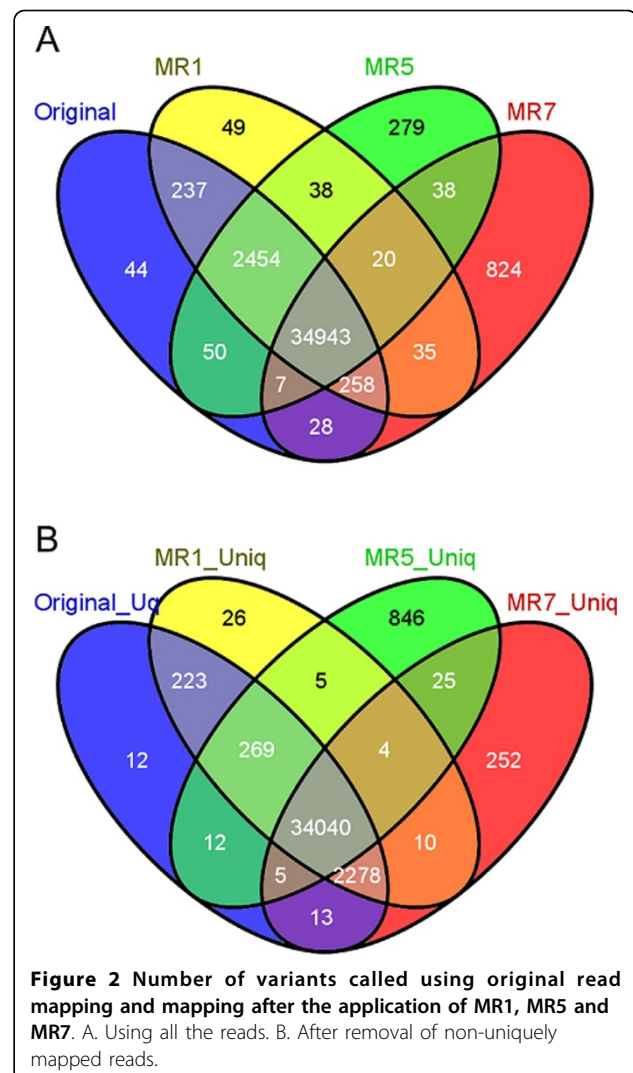 A
MR1 MR5
Original MR7
49 279
237 38 38
44 2454 20 824
34943
50 35
7 258
28
B
MR1_Uniq MR5_Uniq
Original_Uq MR7_Uniq
26 846
223 5 25
12 269 4 252
34040
12 10
5 2278
13
Figure 2 Number of variants called using original read
mapping and mapping after the application of MR1, MR5 and
MR7. A. Using all the reads. B. After removal of non-uniquely
mapped reads.